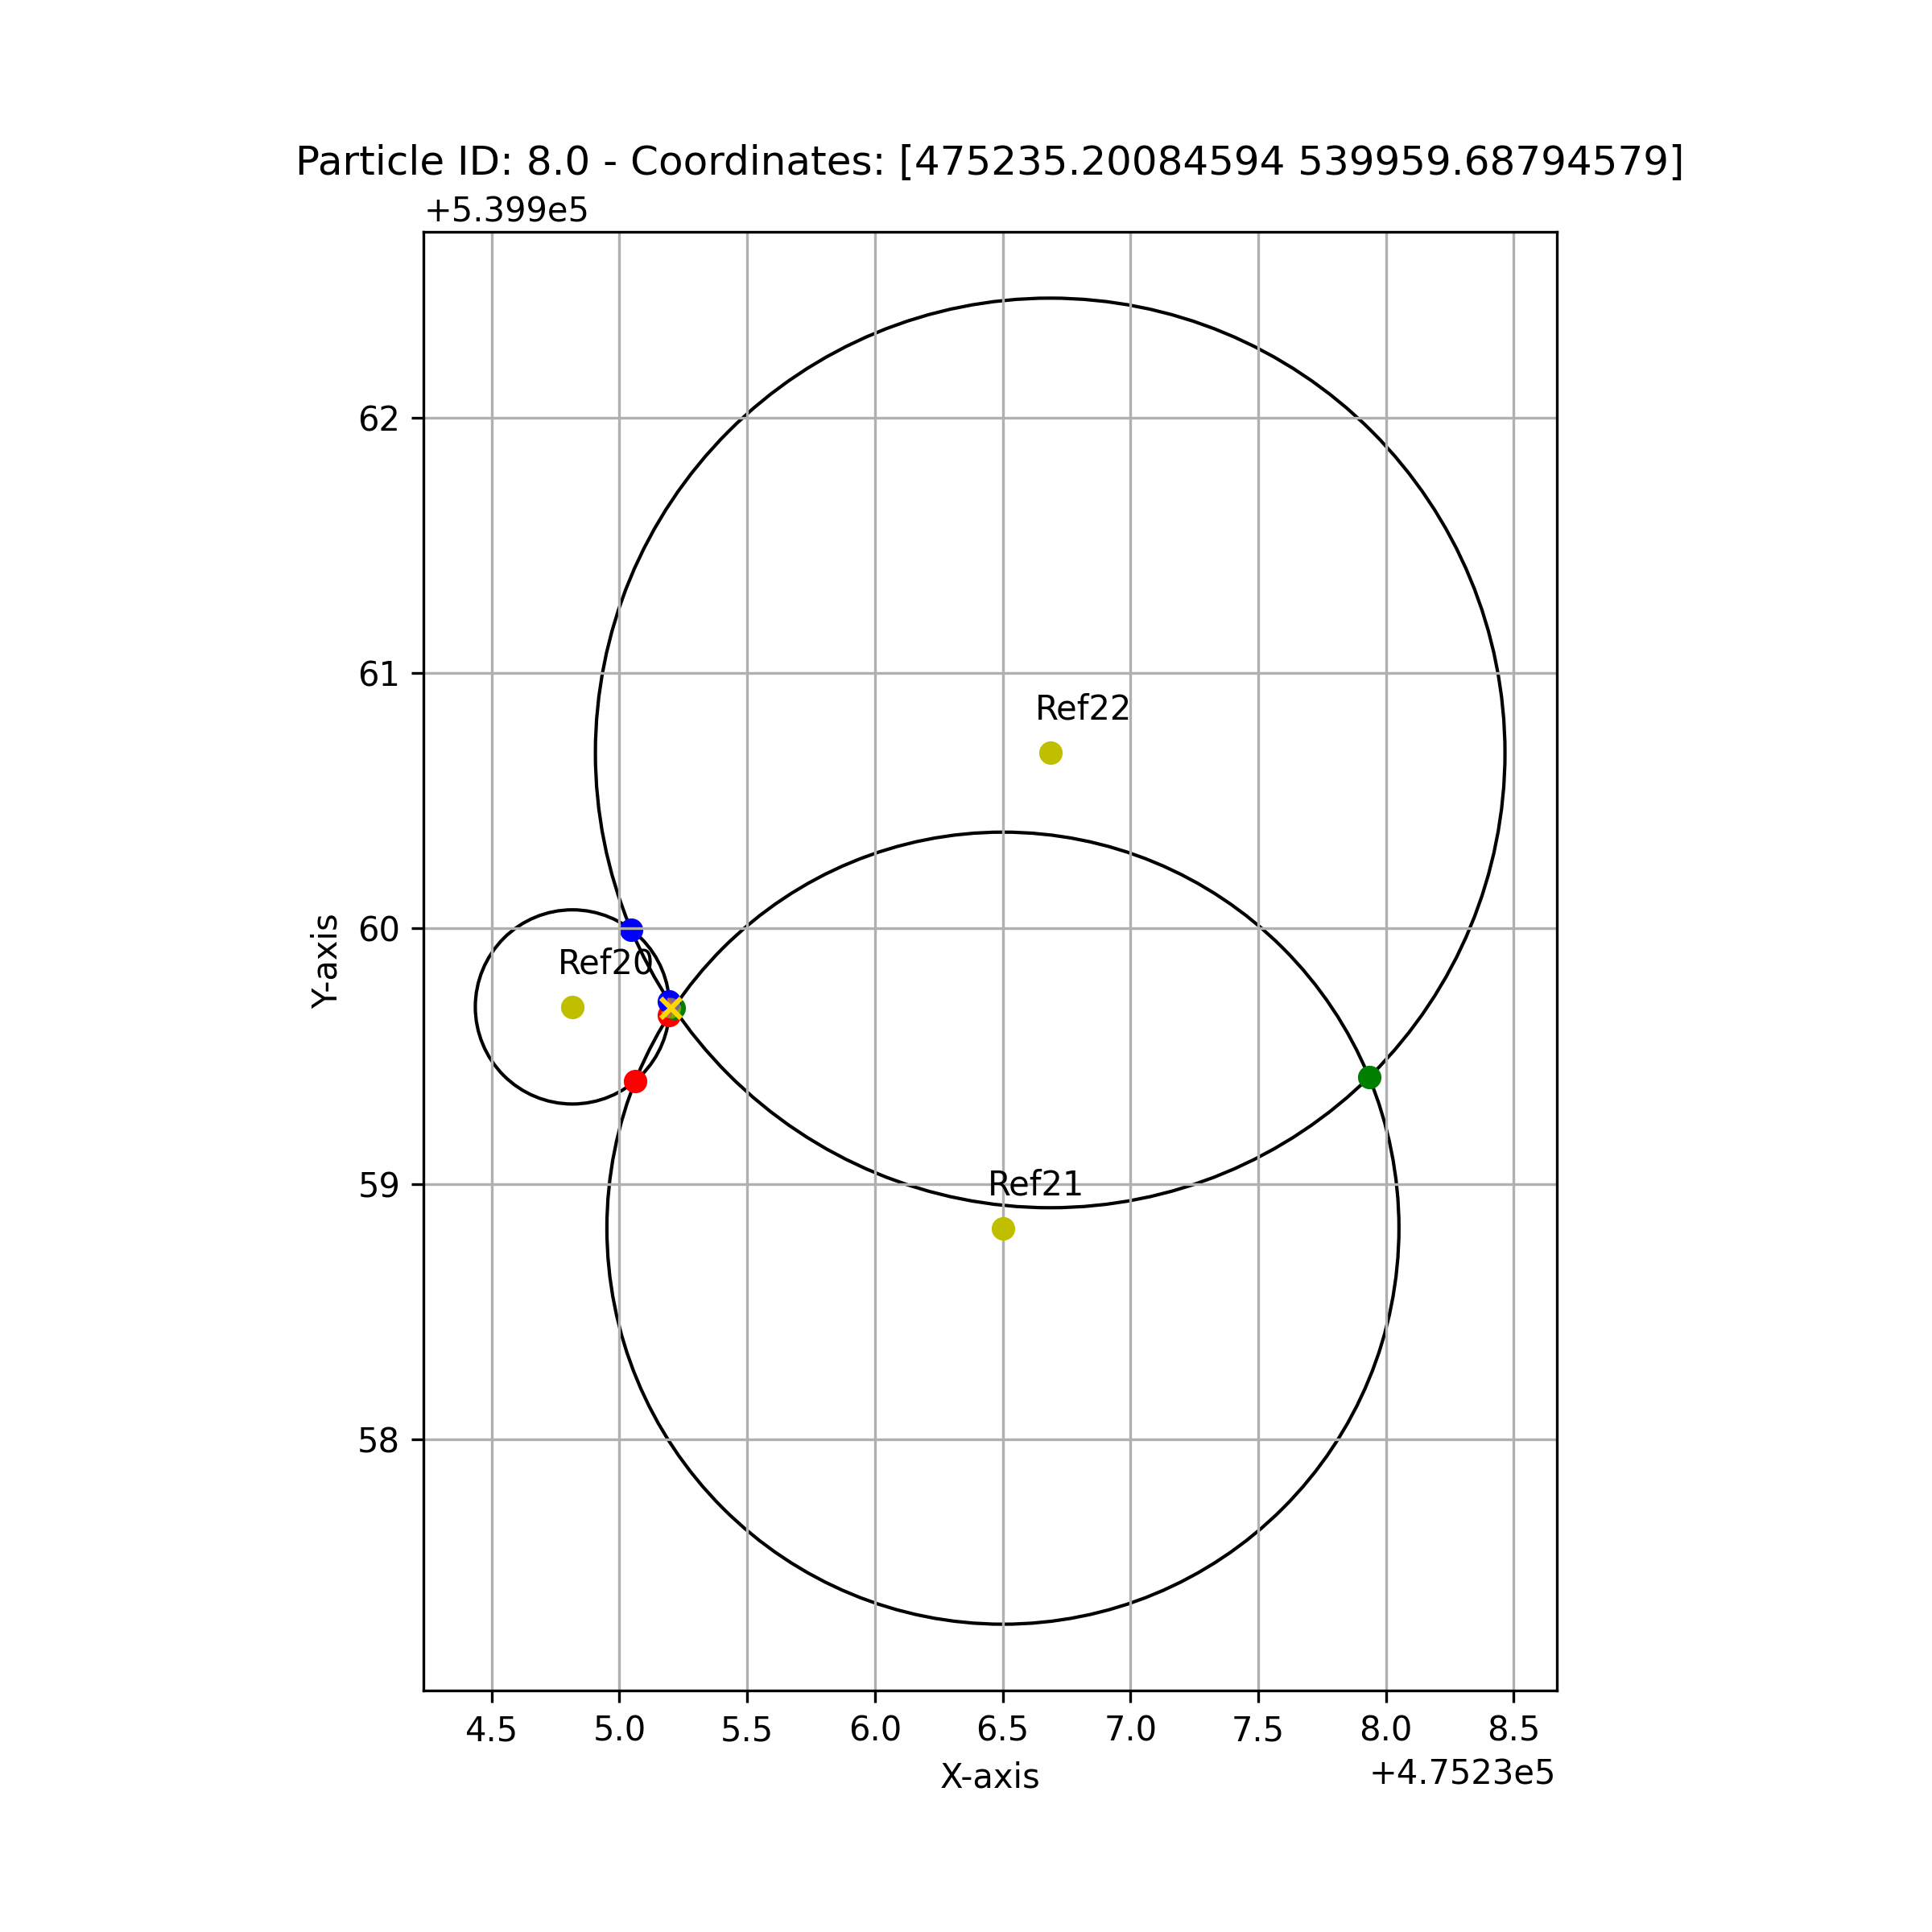 Particle ID: 8.0 - Coordinates: [475235.20084594 539959.68794579]
+5.399e5
62
61
Ref22
60
Ref20
Y-axis
59
Ref21
58
4.5 5.0 5.5 6.0 6.5 7.0 7.5 8.0 8.5
X-axis
+4.7523e5